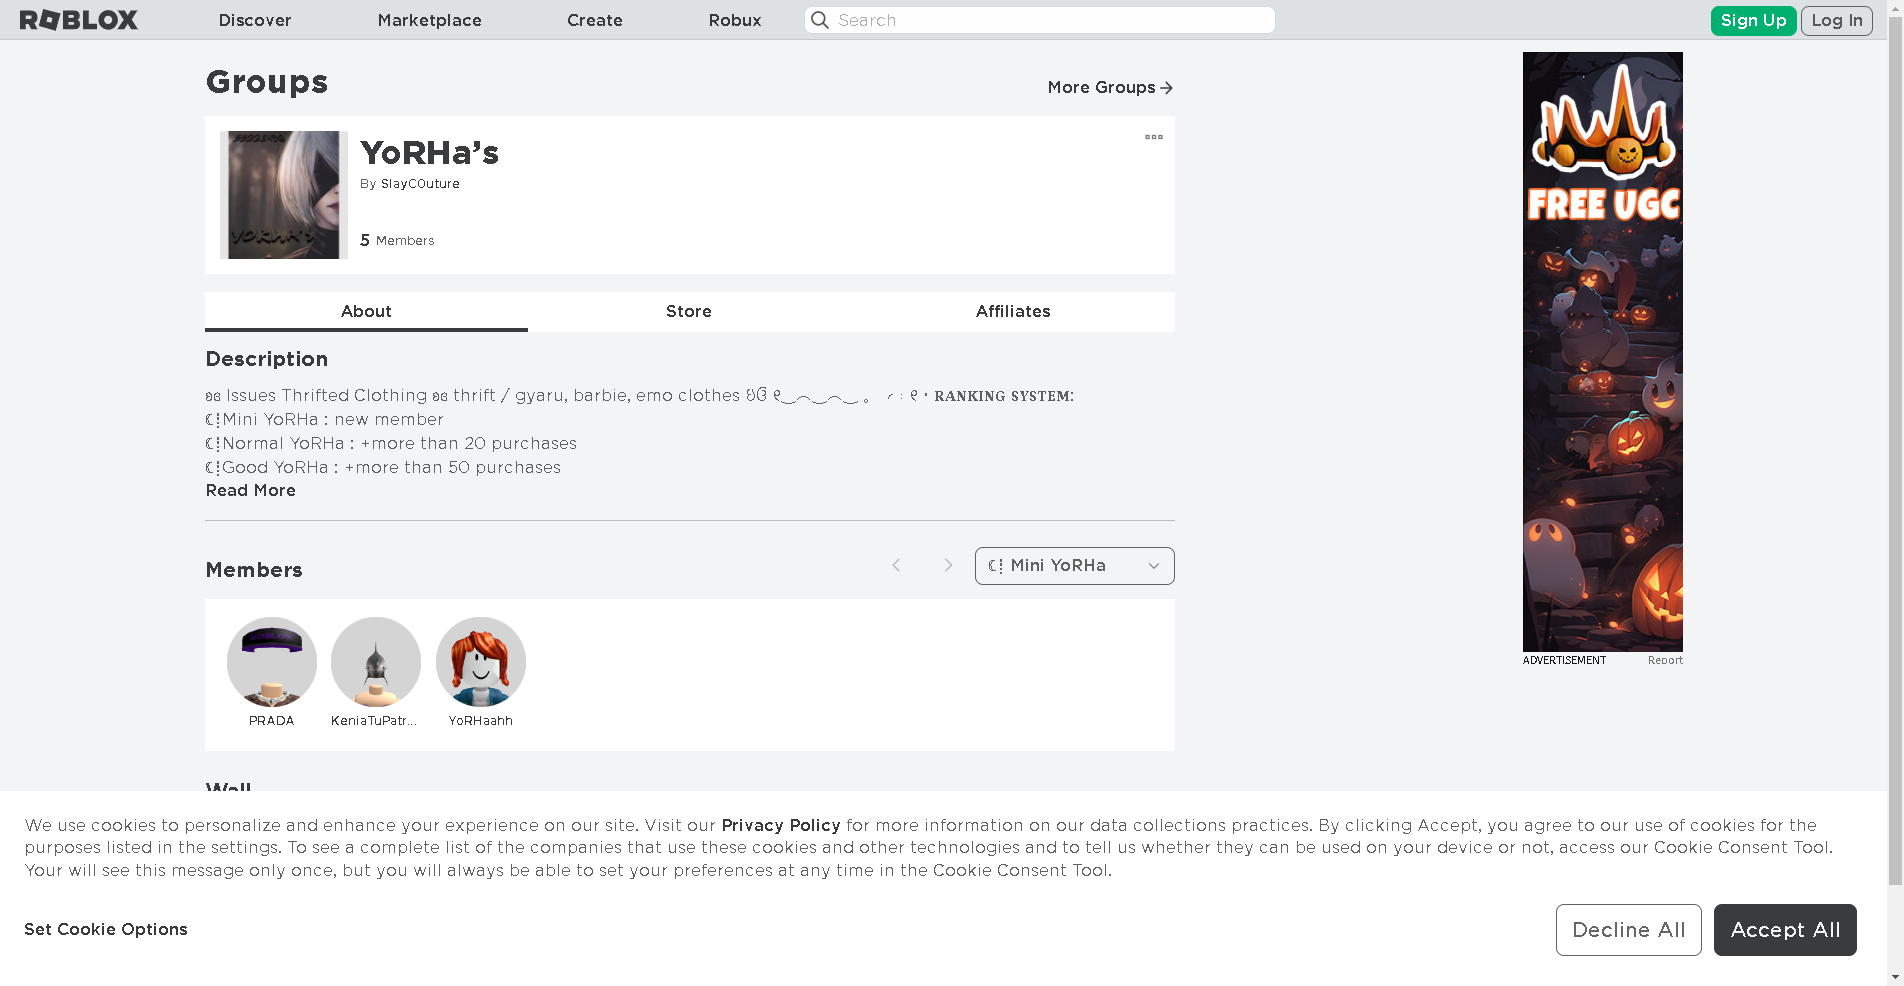 ROBLOX
Discover
Marketplace
Create
Robux
Search
Sign Up
Log In
Groups
More Groups
YoRHa's
By SlayC0uture
5 Members
YORHA'S
FREE UGC
About
Store
Affiliates
Description
ʚɞ Issues Thrifted Clothing ʚɞ thrift / gyaru, barbie, emo clothes ꒰ঌ ୧‿︵‿︵‿ 。 ╭ : ୧ ・ ʀᴀɴᴋɪɴɢ sʏsᴛᴇᴍ:
☾┊Mini YoRHa : new member
☾┊Normal YoRHa : +more than 20 purchases
☾┊Good YoRHa : +more than 50 purchases
Read More
Members
☾┊ Mini YoRHa
ROBLOX
PRADA
KeniaTuPatr...
YoRHaahh
ADVERTISEMENT
Report
Wall
We use cookies to personalize and enhance your experience on our site. Visit our Privacy Policy for more information on our data collections practices. By clicking Accept, you agree to our use of cookies for the
purposes listed in the settings. To see a complete list of the companies that use these cookies and other technologies and to tell us whether they can be used on your device or not, access our Cookie Consent Tool.
Your will see this message only once, but you will always be able to set your preferences at any time in the Cookie Consent Tool.
Set Cookie Options
Decline All
Accept All